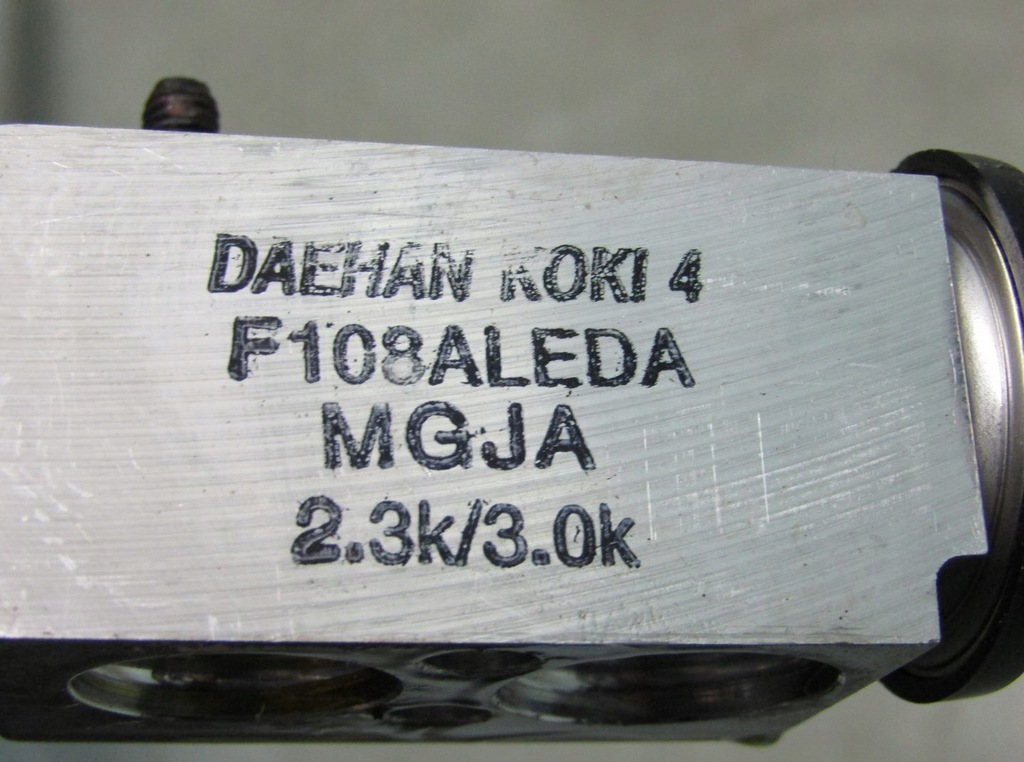 DAEHAN KOKI 4
F108ALEDA
MGJA
2.3k/3.0k